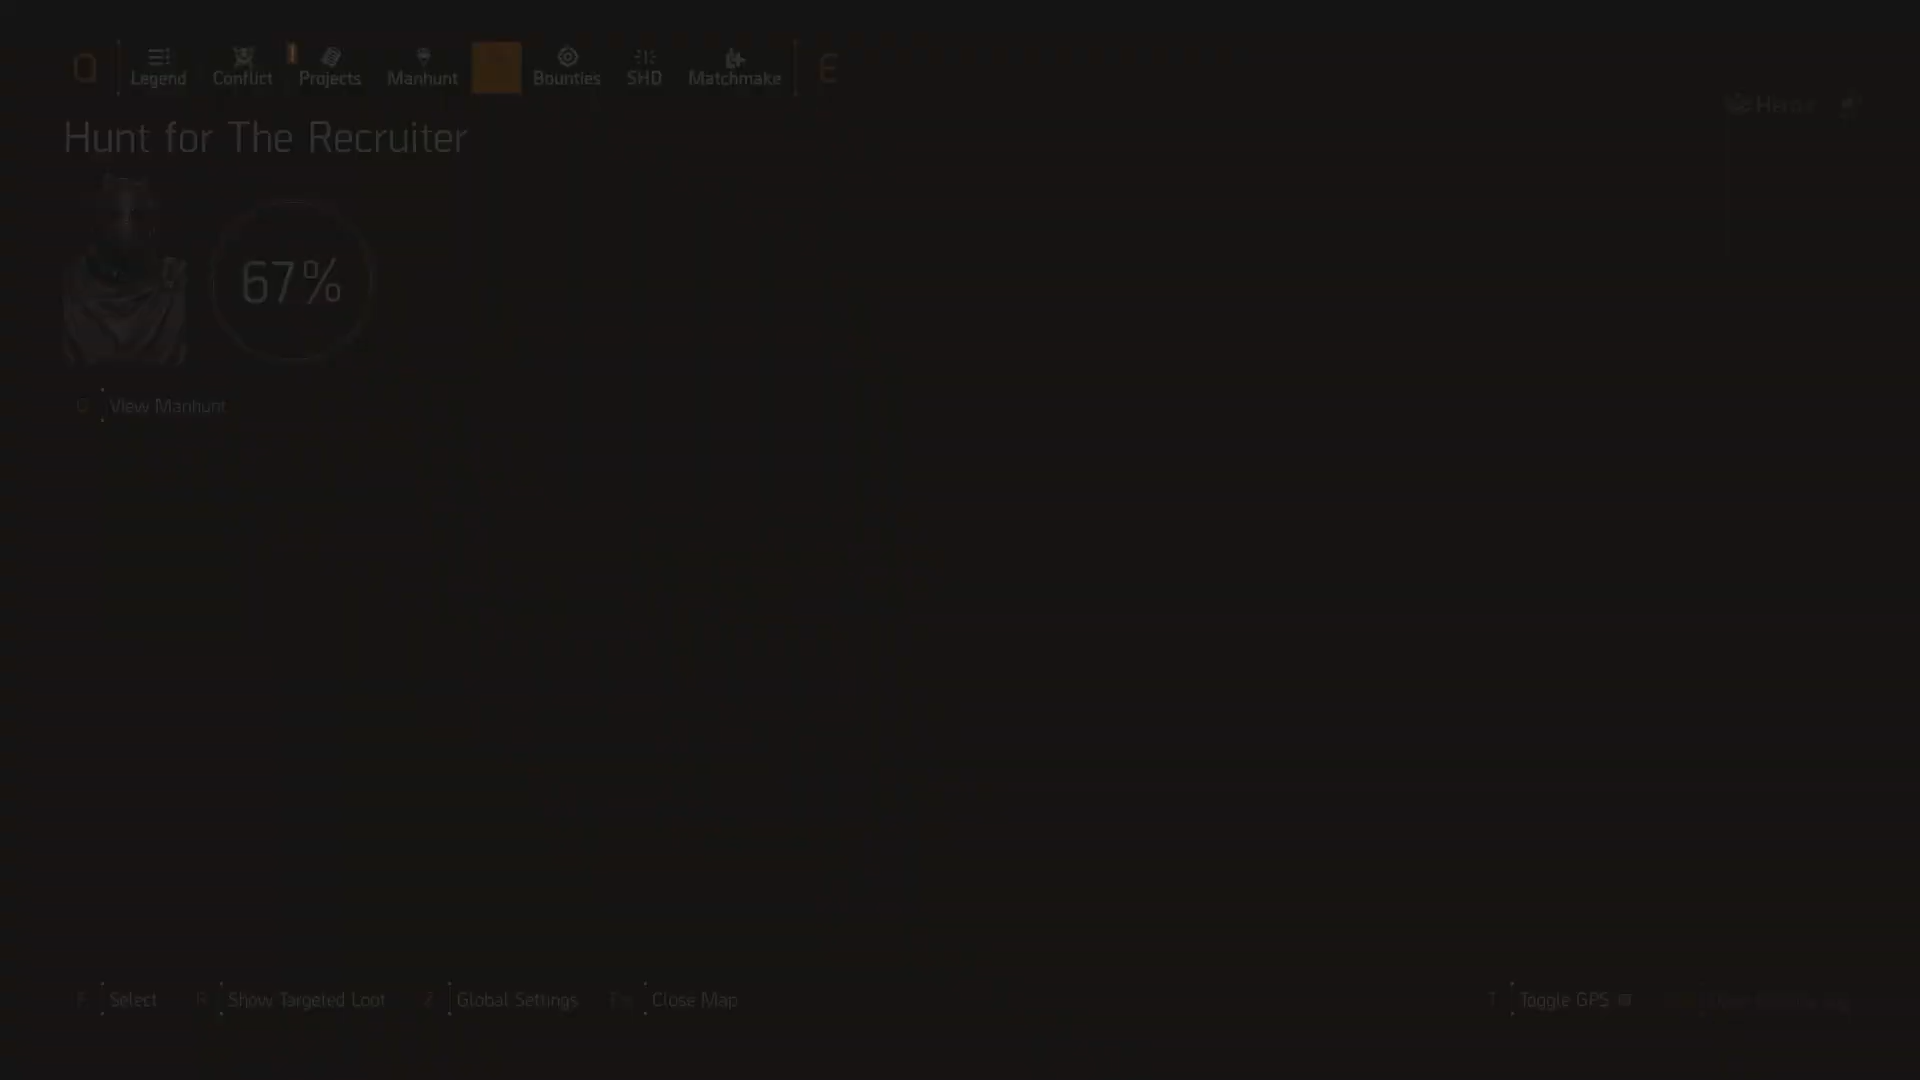 Q Legend Conflict Projects Manhunt Bounties SHD Matchmake E
Hunt for The Recruiter
67%
View Manhunt
F Select R Show Targeted Loot Z Global Settings Close Map T Toggle GPS